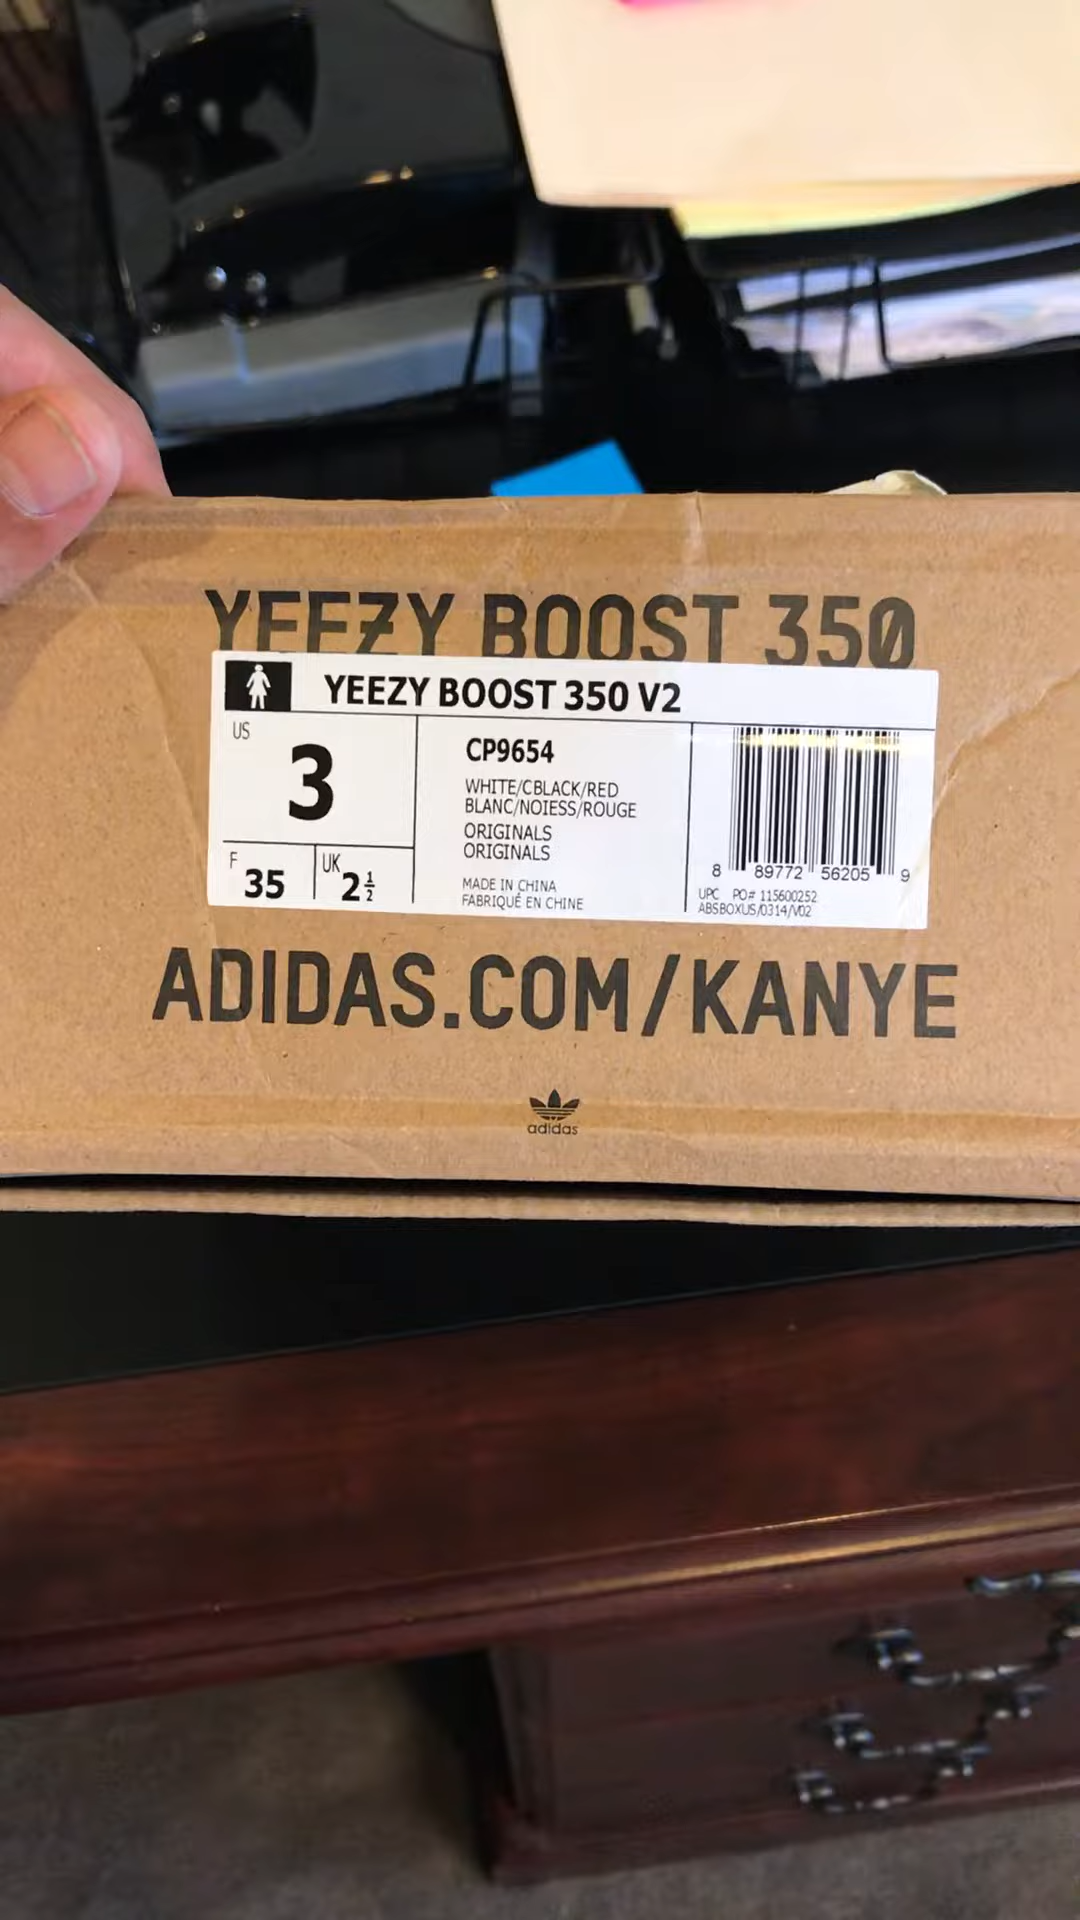 YEEZY BOOST 350
YEEZY BOOST 350 V2
US
3
F
35
UK
2½
CP9654
WHITE/CBLACK/RED
BLANC/NOIESS/ROUGE
ORIGINALS
ORIGINALS
MADE IN CHINA
FABRIQUÉ EN CHINE
8 89772 56205 9
UPC PO# 115600252
ABSBOXUS/0314/V02
ADIDAS.COM/KANYE
adidas